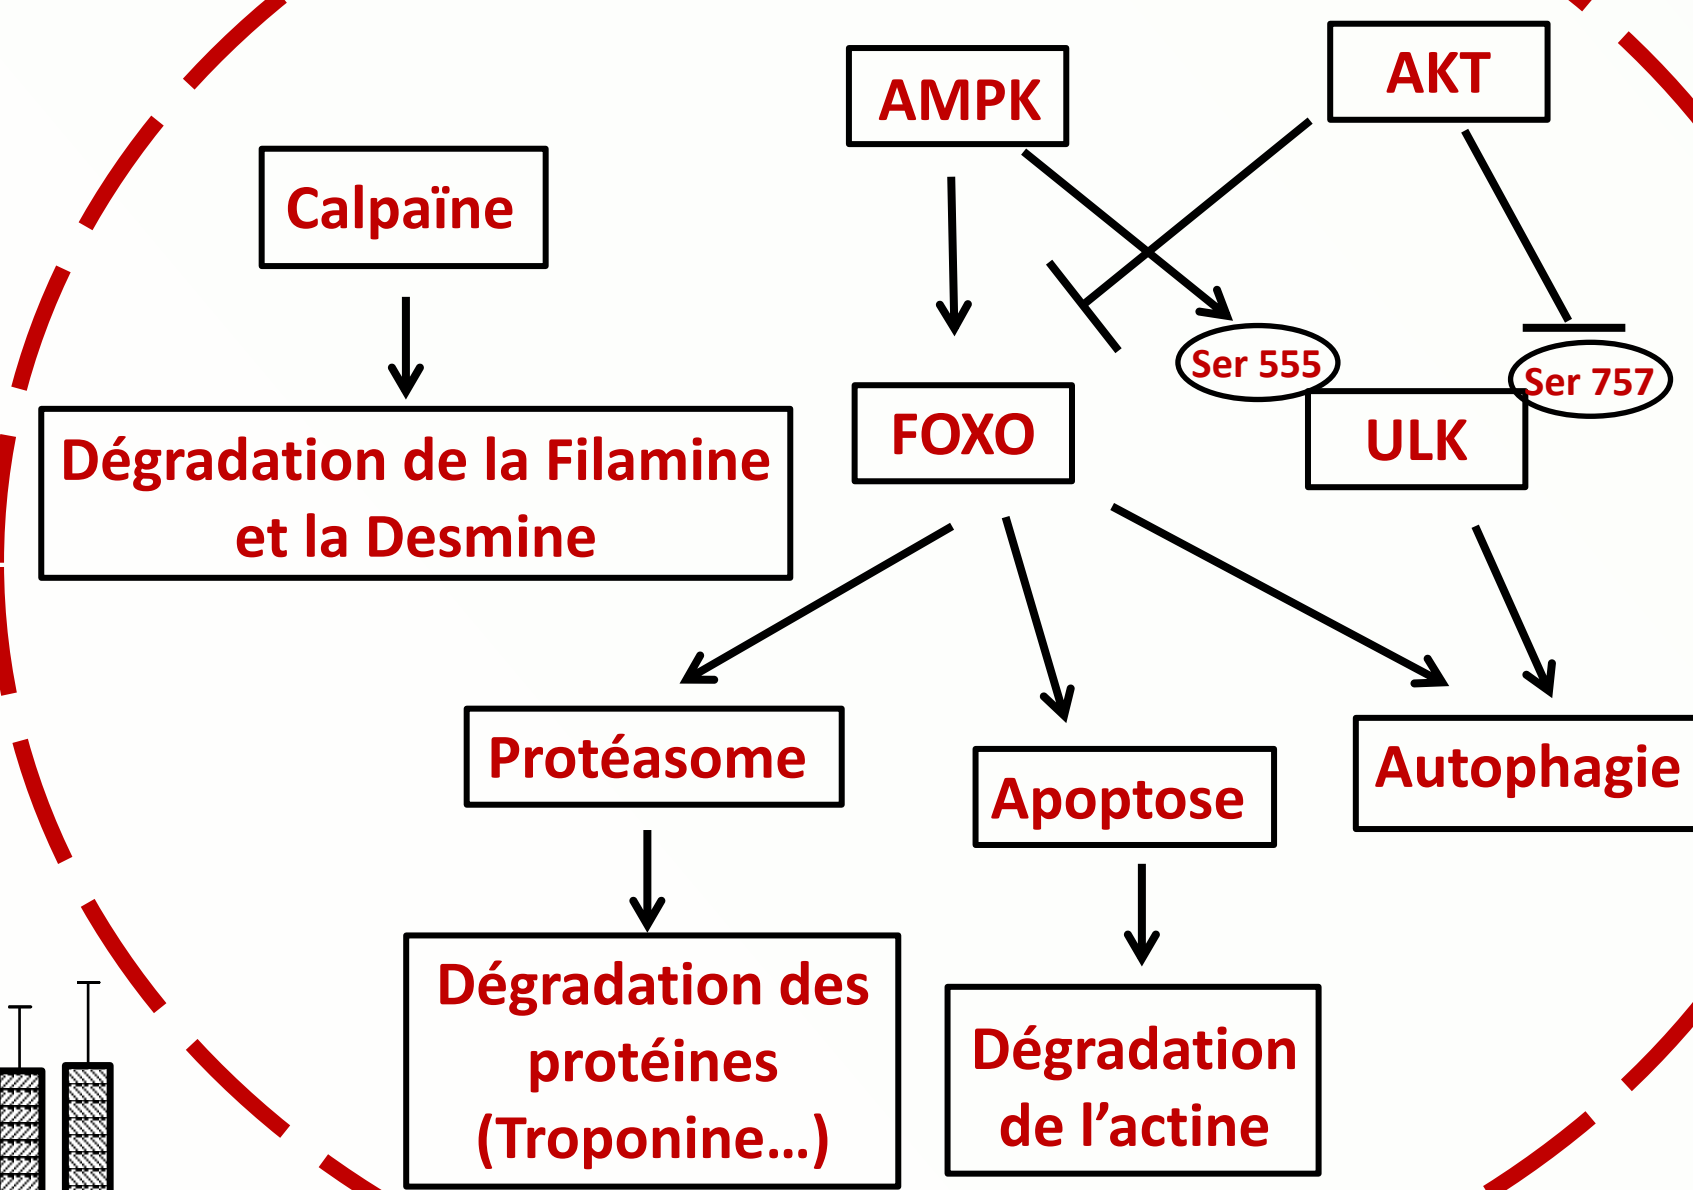 AMPK
AKT
Calpaïne
Ser 555
Ser 757
Dégradation de la Filamine
et la Desmine
FOXO
ULK
Protéasome
Apoptose
Autophagie
Dégradation des
protéines
(Troponine...)
Dégradation
de l’actine